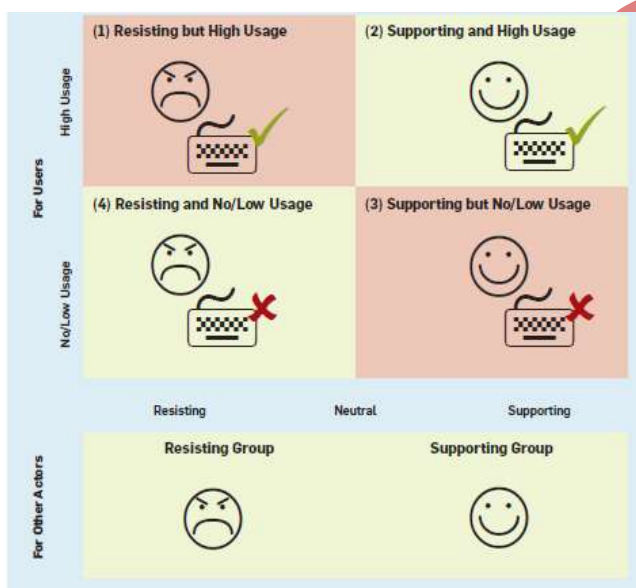 (1) Resisting but High Usage
(2) Supporting and High Usage
High Usage
For Users
(4) Resisting and No/Low Usage
(3) Supporting but No/Low Usage
No/Low Usage
Resisting
Neutral
Supporting
Resisting Group
Supporting Group
For Other Actors